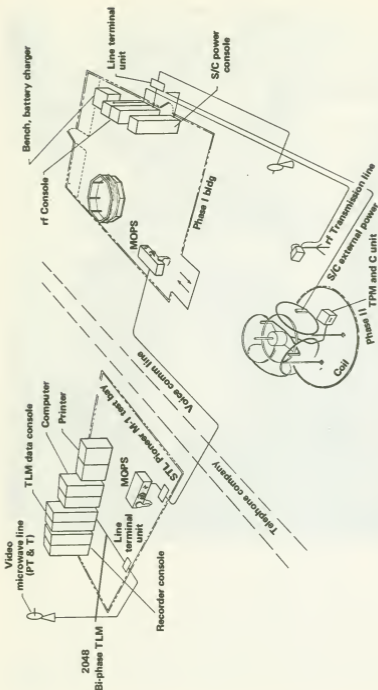 Video
microwave line
(PT & T)
TLM data console
Computer
Printer
2048
Bi-phase TLM
Recorder console
Line
terminal
unit
MOPS
STL Pioneer M-1 test bay
Telephone company
Voice comm line
MOPS
Phase I bldg
rf Console
Bench, battery charger
Line terminal
unit
S/C power
console
rf Transmission line
S/C external power
TPM and C unit
Phase II
Coil